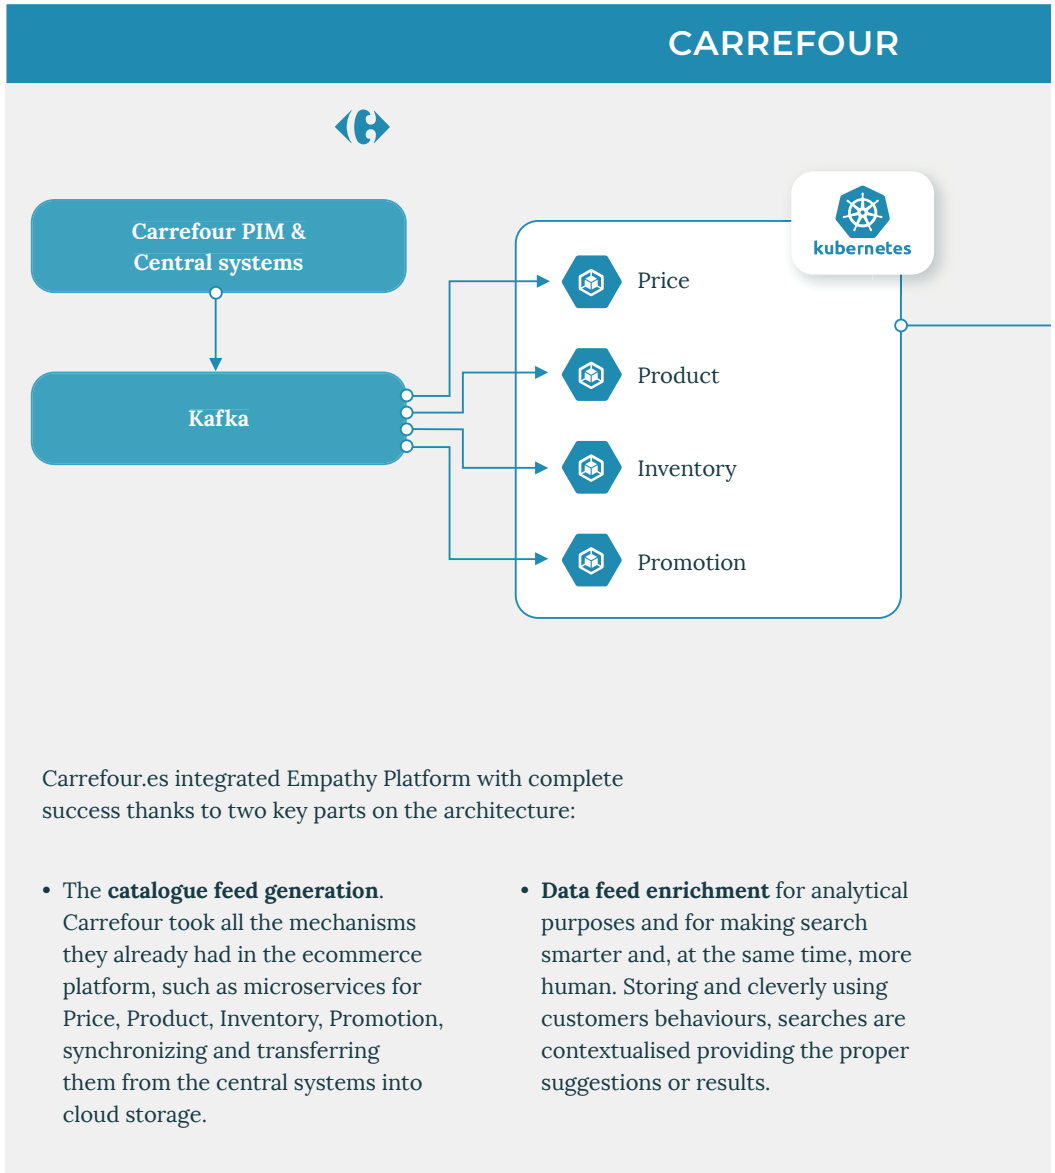 CARREFOUR
Carrefour PIM &
Central systems
kubernetes
Price
Product
Kafka
Inventory
Promotion
Carrefour.es integrated Empathy Platform with complete
success thanks to two key parts on the architecture:
• The catalogue feed generation.
Carrefour took all the mechanisms
they already had in the ecommerce
platform, such as microservices for
Price, Product, Inventory, Promotion,
synchronizing and transferring
them from the central systems into
cloud storage.
• Data feed enrichment for analytical
purposes and for making search
smarter and, at the same time, more
human. Storing and cleverly using
customers behaviours, searches are
contextualised providing the proper
suggestions or results.